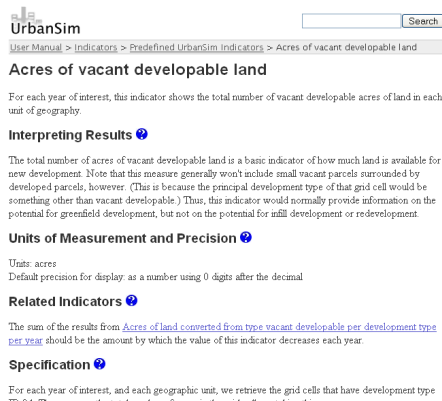 UrbanSim
Search
User Manual > Indicators > Predefined UrbanSim Indicators > Acres of vacant developable land
Acres of vacant developable land
For each year of interest, this indicator shows the total number of vacant developable acres of land in each
unit of geography.
Interpreting Results ?
The total number of acres of vacant developable land is a basic indicator of how much land is available for
new development. Note that this measure generally won't include small vacant parcels surrounded by
developed parcels, however. (This is because the principal development type of that grid cell would be
something other than vacant developable.) Thus, this indicator would normally provide information on the
potential for greenfield development, but not on the potential for infill development or redevelopment.
Units of Measurement and Precision ?
Units: acres
Default precision for display: as a number using 0 digits after the decimal
Related Indicators ?
The sum of the results from Acres of land converted from type vacant developable per development type
per year should be the amount by which the value of this indicator decreases each year.
Specification ?
For each year of interest, and each geographic unit, we retrieve the grid cells that have development type